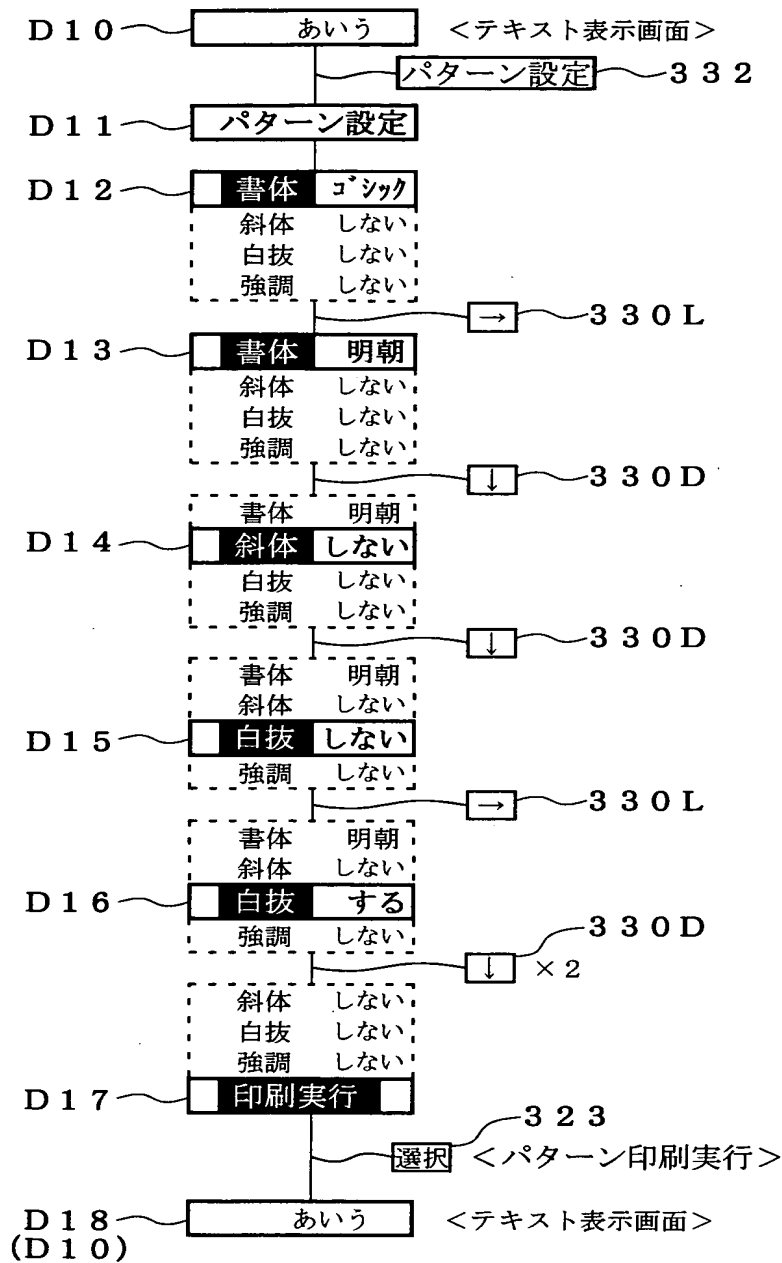 D10 あいう <テキスト表示画面>
パターン設定 332
D11 パターン設定
D12 書体 ゴシック
斜体 しない
白抜 しない
強調 しない
→ 330L
D13 書体 明朝
斜体 しない
白抜 しない
強調 しない
↓ 330D
書体 明朝
D14 斜体 しない
白抜 しない
強調 しない
↓ 330D
書体 明朝
斜体 しない
D15 白抜 しない
強調 しない
→ 330L
書体 明朝
斜体 しない
D16 白抜 する
強調 しない
330D
↓ ×2
斜体 しない
白抜 しない
強調 しない
D17 印刷実行
323
選択 <パターン印刷実行>
D18 あいう <テキスト表示画面>
(D10)